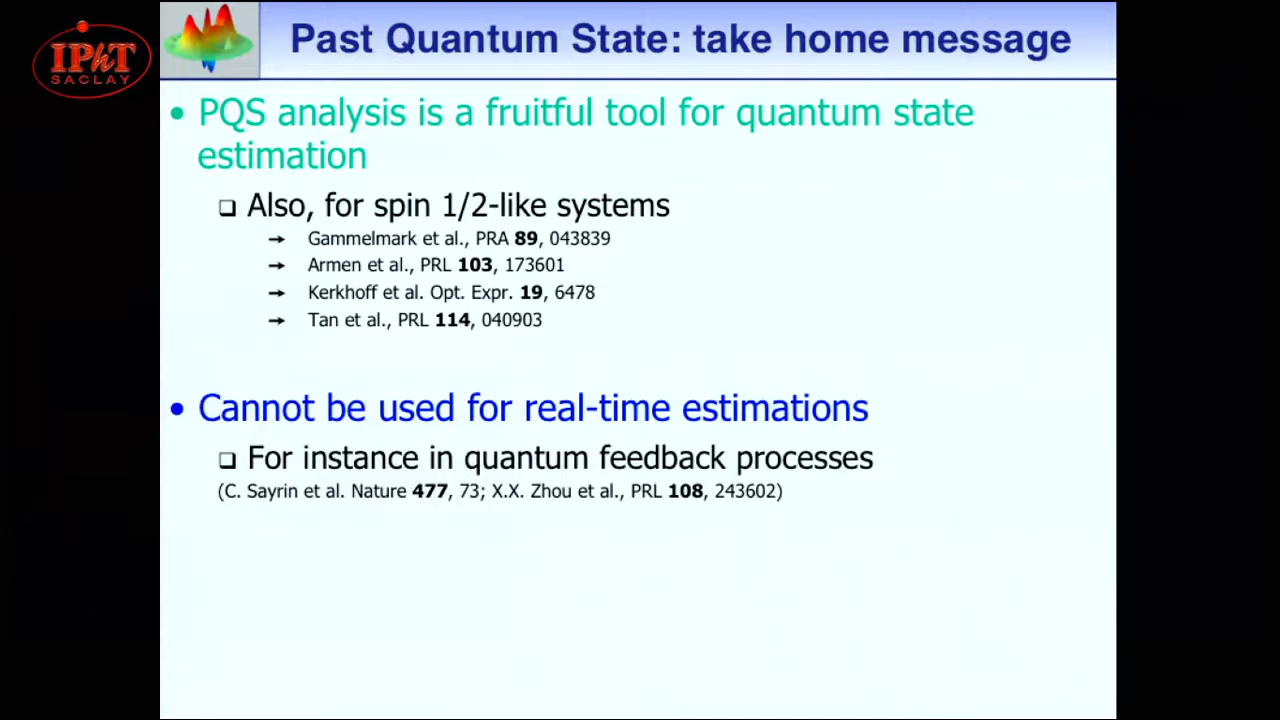 IPhT
SACLAY
Past Quantum State: take home message
• PQS analysis is a fruitful tool for quantum state
estimation
❑ Also, for spin 1/2-like systems
→ Gammelmark et al., PRA 89, 043839
→ Armen et al., PRL 103, 173601
→ Kerkhoff et al. Opt. Expr. 19, 6478
→ Tan et al., PRL 114, 040903
• Cannot be used for real-time estimations
❑ For instance in quantum feedback processes
(C. Sayrin et al. Nature 477, 73; X.X. Zhou et al., PRL 108, 243602)